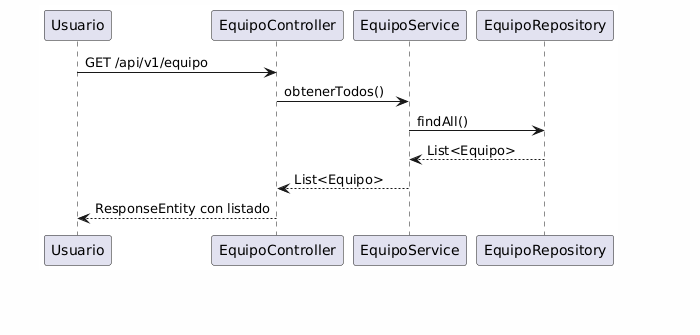 Usuario EquipoController EquipoService EquipoRepository
GET /api/v1/equipo
obtenerTodos()
findAll()
List<Equipo>
List<Equipo>
ResponseEntity con listado
Usuario EquipoController EquipoService EquipoRepository